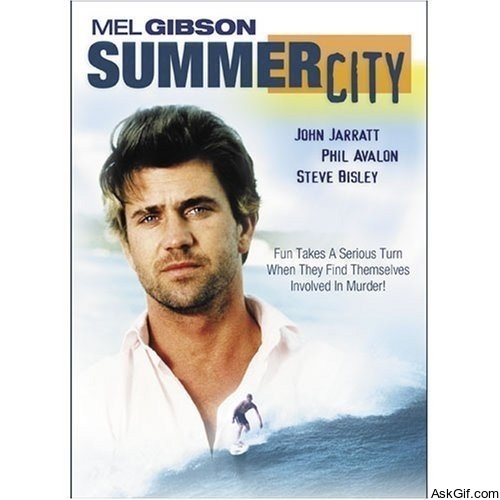 MEL GIBSON
SUMMER CITY
JOHN JARRATT
PHIL AVALON
STEVE BISLEY
Fun Takes A Serious Turn
When They Find Themselves
Involved In Murder!
AskGif.com